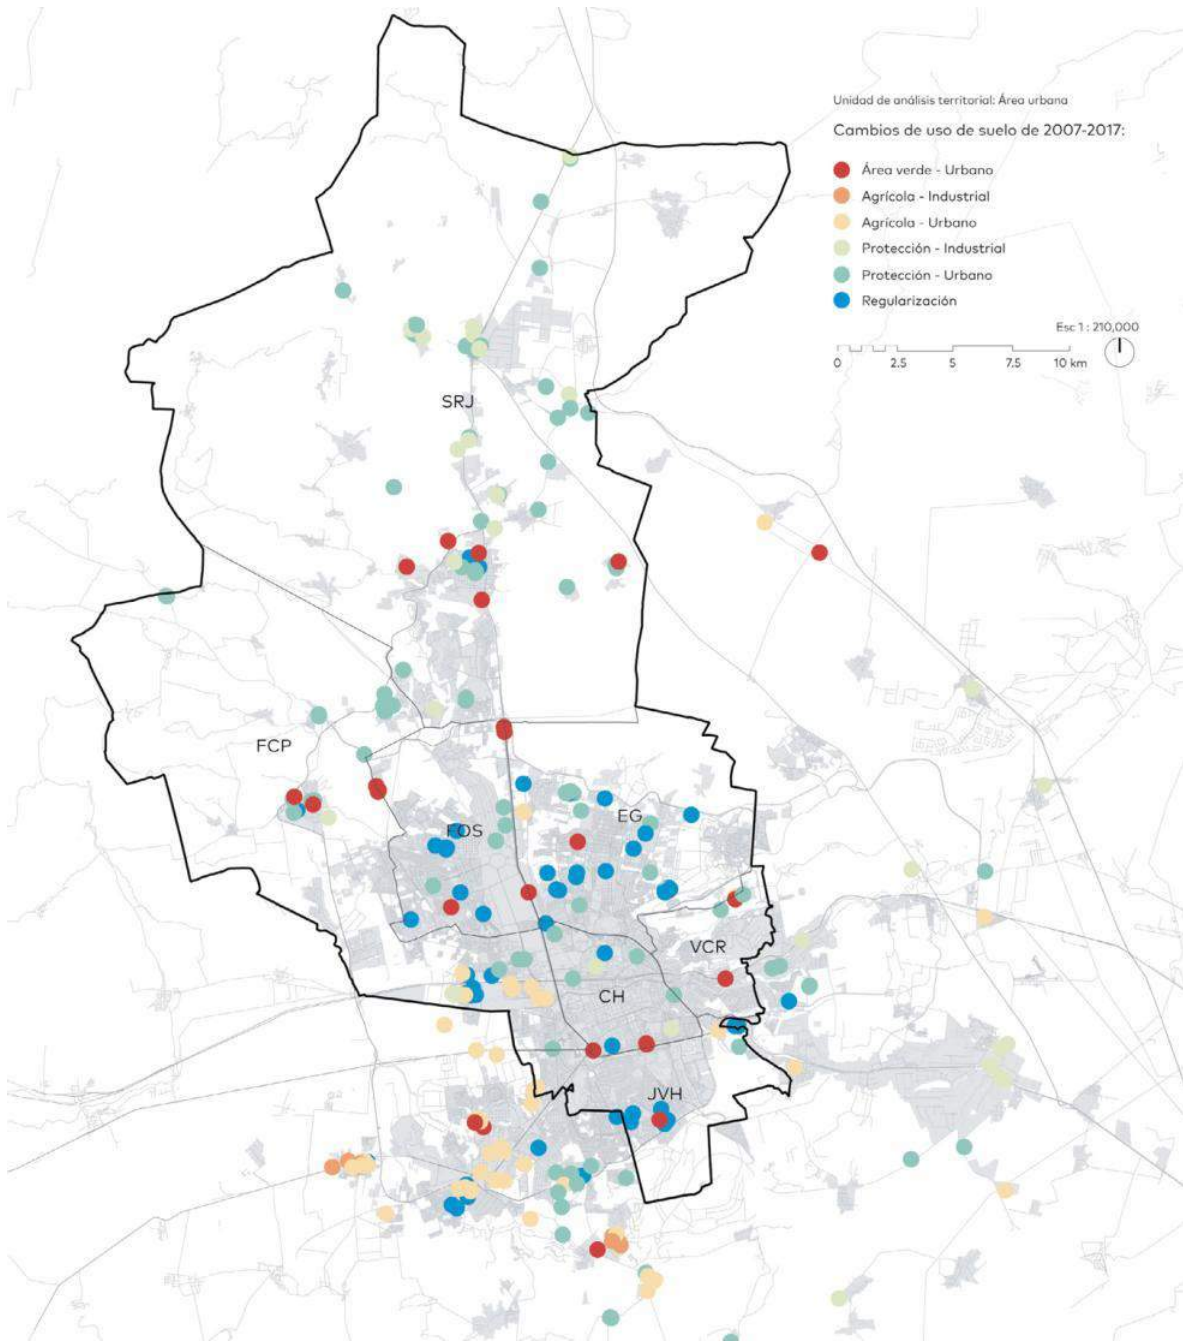 Unidad de análisis territorial: Área urbana
Cambios de uso de suelo de 2007-2017:
Área verde - Urbano
Agrícola - Industrial
Agrícola - Urbano
Protección - Industrial
Protección - Urbano
Regularización
Esc 1 : 210,000
0 2.5 5 7.5 10 km
SRJ
FCP
FOS
EG
VCR
CH
JVH